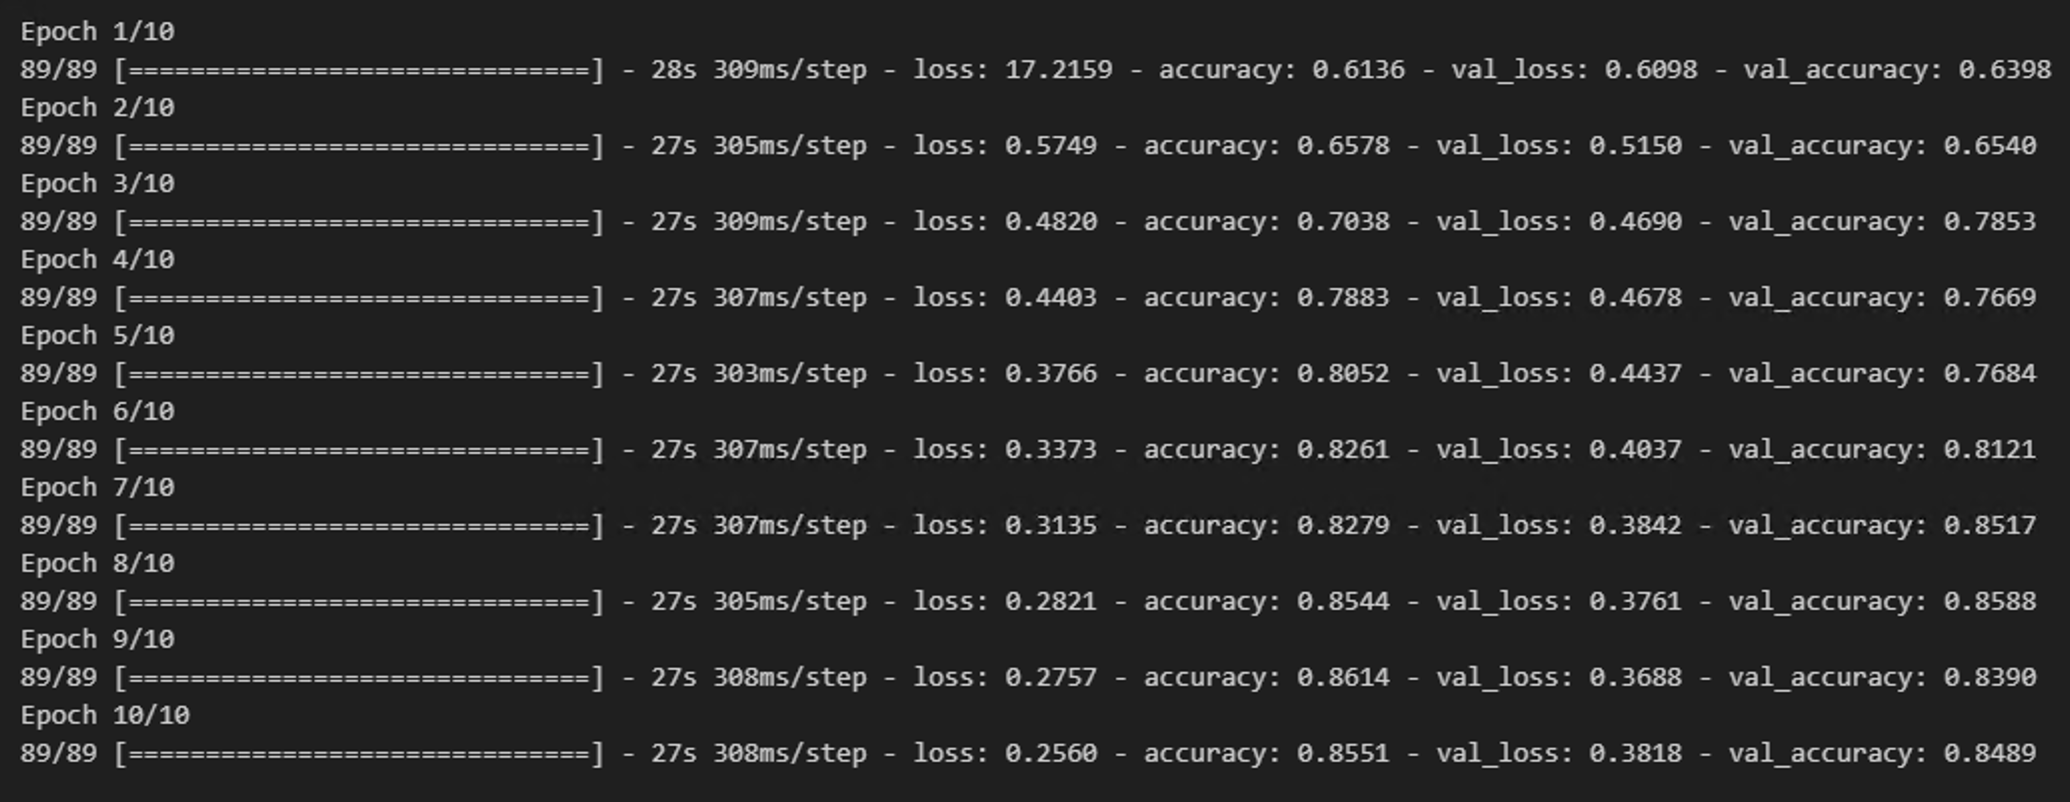 Epoch 1/10
89/89 [==============================] - 28s 309ms/step - loss: 17.2159 - accuracy: 0.6136 - val_loss: 0.6098 - val_accuracy: 0.6398
Epoch 2/10
89/89 [==============================] - 27s 305ms/step - loss: 0.5749 - accuracy: 0.6578 - val_loss: 0.5150 - val_accuracy: 0.6540
Epoch 3/10
89/89 [==============================] - 27s 309ms/step - loss: 0.4820 - accuracy: 0.7038 - val_loss: 0.4690 - val_accuracy: 0.7853
Epoch 4/10
89/89 [==============================] - 27s 307ms/step - loss: 0.4403 - accuracy: 0.7883 - val_loss: 0.4678 - val_accuracy: 0.7669
Epoch 5/10
89/89 [==============================] - 27s 303ms/step - loss: 0.3766 - accuracy: 0.8052 - val_loss: 0.4437 - val_accuracy: 0.7684
Epoch 6/10
89/89 [==============================] - 27s 307ms/step - loss: 0.3373 - accuracy: 0.8261 - val_loss: 0.4037 - val_accuracy: 0.8121
Epoch 7/10
89/89 [==============================] - 27s 307ms/step - loss: 0.3135 - accuracy: 0.8279 - val_loss: 0.3842 - val_accuracy: 0.8517
Epoch 8/10
89/89 [==============================] - 27s 305ms/step - loss: 0.2821 - accuracy: 0.8544 - val_loss: 0.3761 - val_accuracy: 0.8588
Epoch 9/10
89/89 [==============================] - 27s 308ms/step - loss: 0.2757 - accuracy: 0.8614 - val_loss: 0.3688 - val_accuracy: 0.8390
Epoch 10/10
89/89 [==============================] - 27s 308ms/step - loss: 0.2560 - accuracy: 0.8551 - val_loss: 0.3818 - val_accuracy: 0.8489